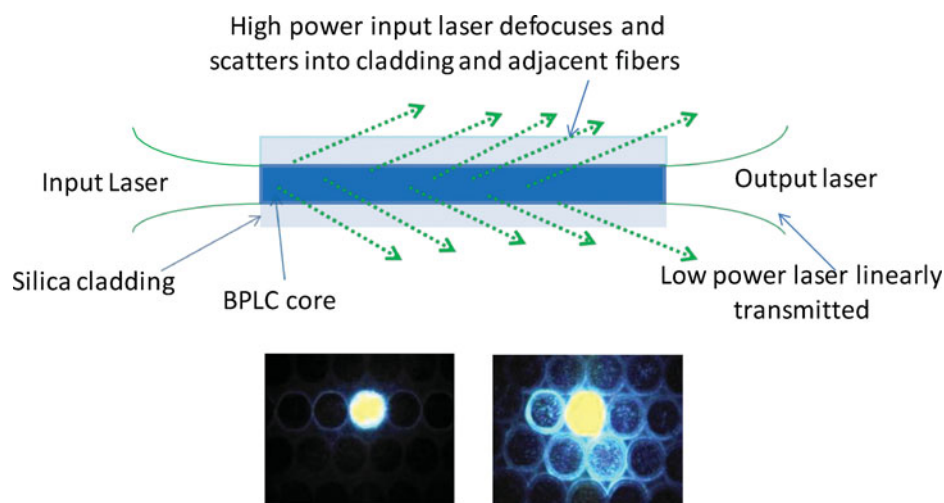 High power input laser defocuses and
scatters into cladding and adjacent fibers
Input Laser
Output laser
Silica cladding
BPLC core
Low power laser linearly
transmitted